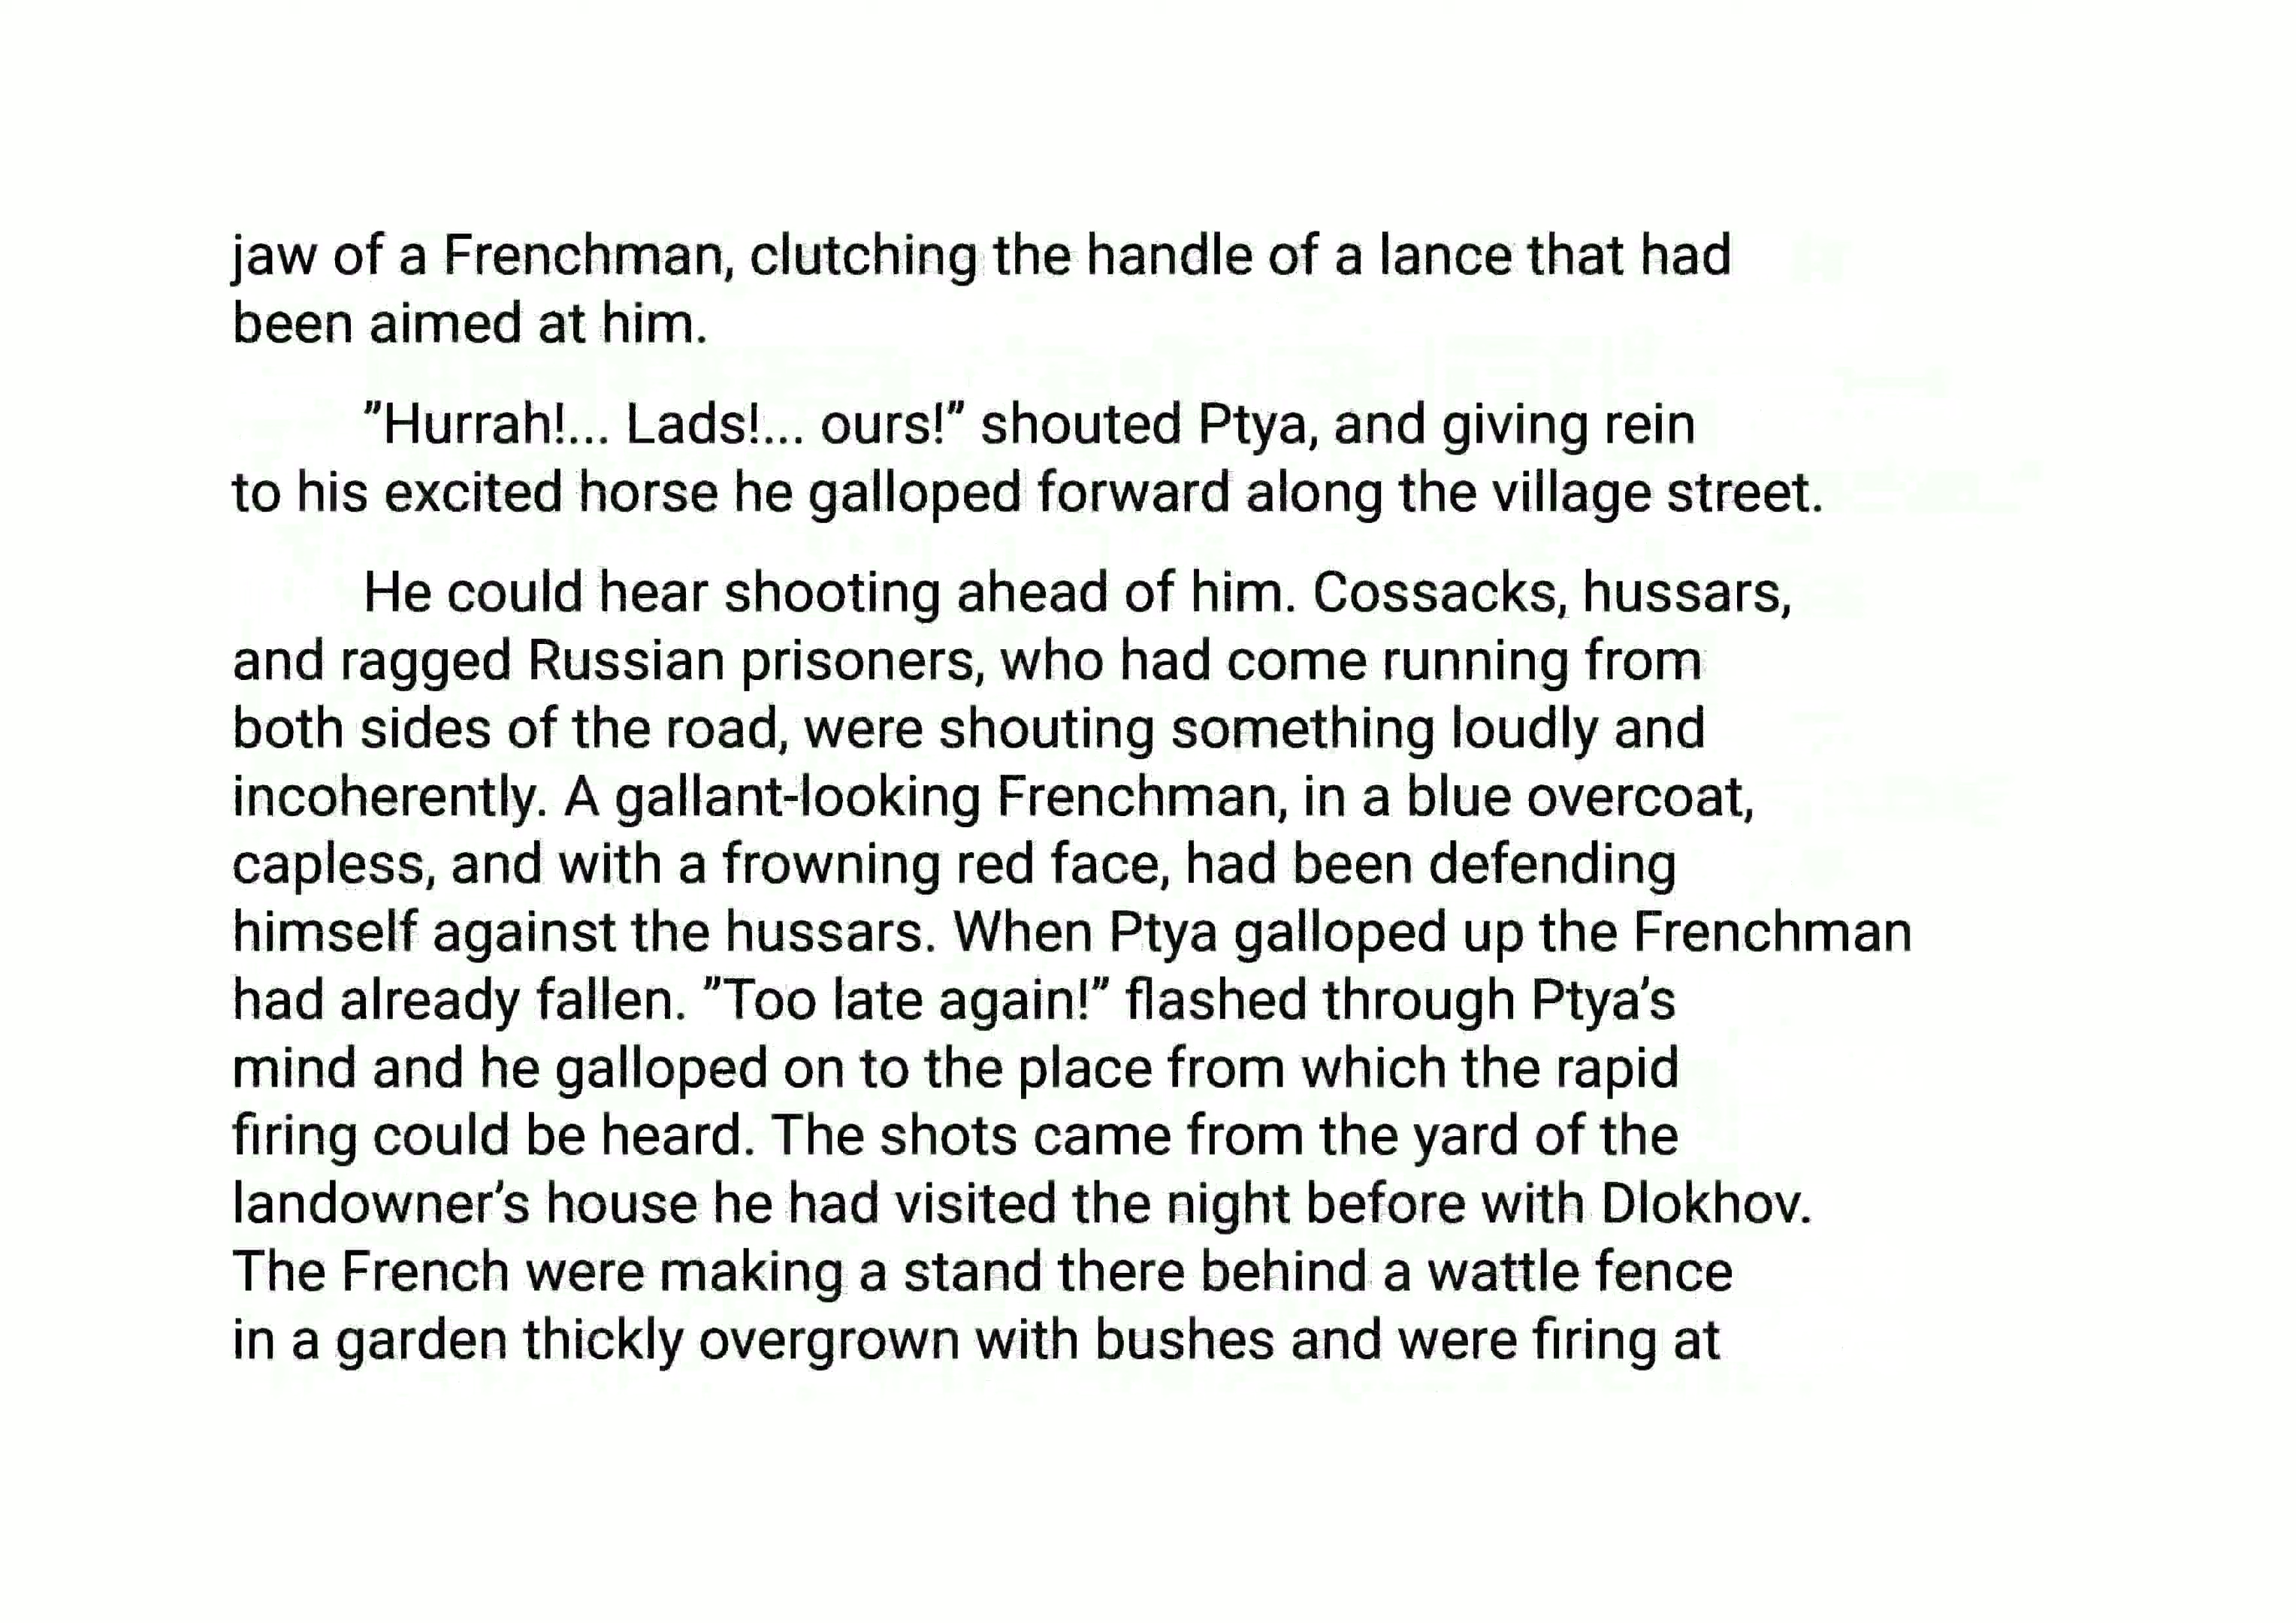 jaw of a Frenchman, clutching the handle of a lance that had
been aimed at him.
”Hurrah!... Lads!... ours!” shouted Ptya, and giving rein
to his excited horse he galloped forward along the village street.
He could hear shooting ahead of him. Cossacks, hussars,
and ragged Russian prisoners, who had come running from
both sides of the road, were shouting something loudly and
incoherently. A gallant-looking Frenchman, in a blue overcoat,
capless, and with a frowning red face, had been defending
himself against the hussars. When Ptya galloped up the Frenchman
had already fallen. ”Too late again!” flashed through Ptya’s
mind and he galloped on to the place from which the rapid
firing could be heard. The shots came from the yard of the
landowner’s house he had visited the night before with Dlokhov.
The French were making a stand there behind a wattle fence
in a garden thickly overgrown with bushes and were firing at